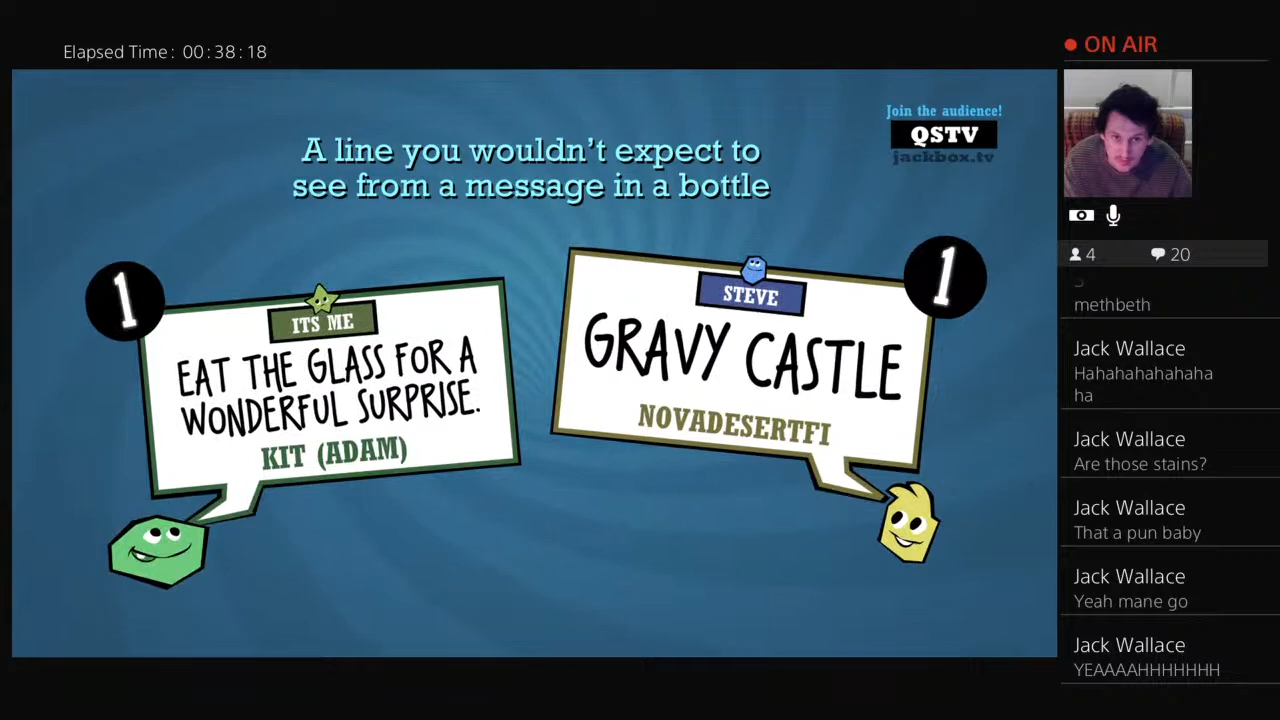 Elapsed Time: 00:38:18
ON AIR
Join the audience!
QSTV
jackbox.tv
A line you wouldn't expect to
see from a message in a bottle
1
ITS ME
EAT THE GLASS FOR A
WONDERFUL SURPRISE.
KIT (ADAM)
1
STEVE
GRAVY CASTLE
NOVADESERTFI
4
20
methbeth
Jack Wallace
Hahahahahahaha
ha
Jack Wallace
Are those stains?
Jack Wallace
That a pun baby
Jack Wallace
Yeah mane go
Jack Wallace
YEAAAAHHHHHHH